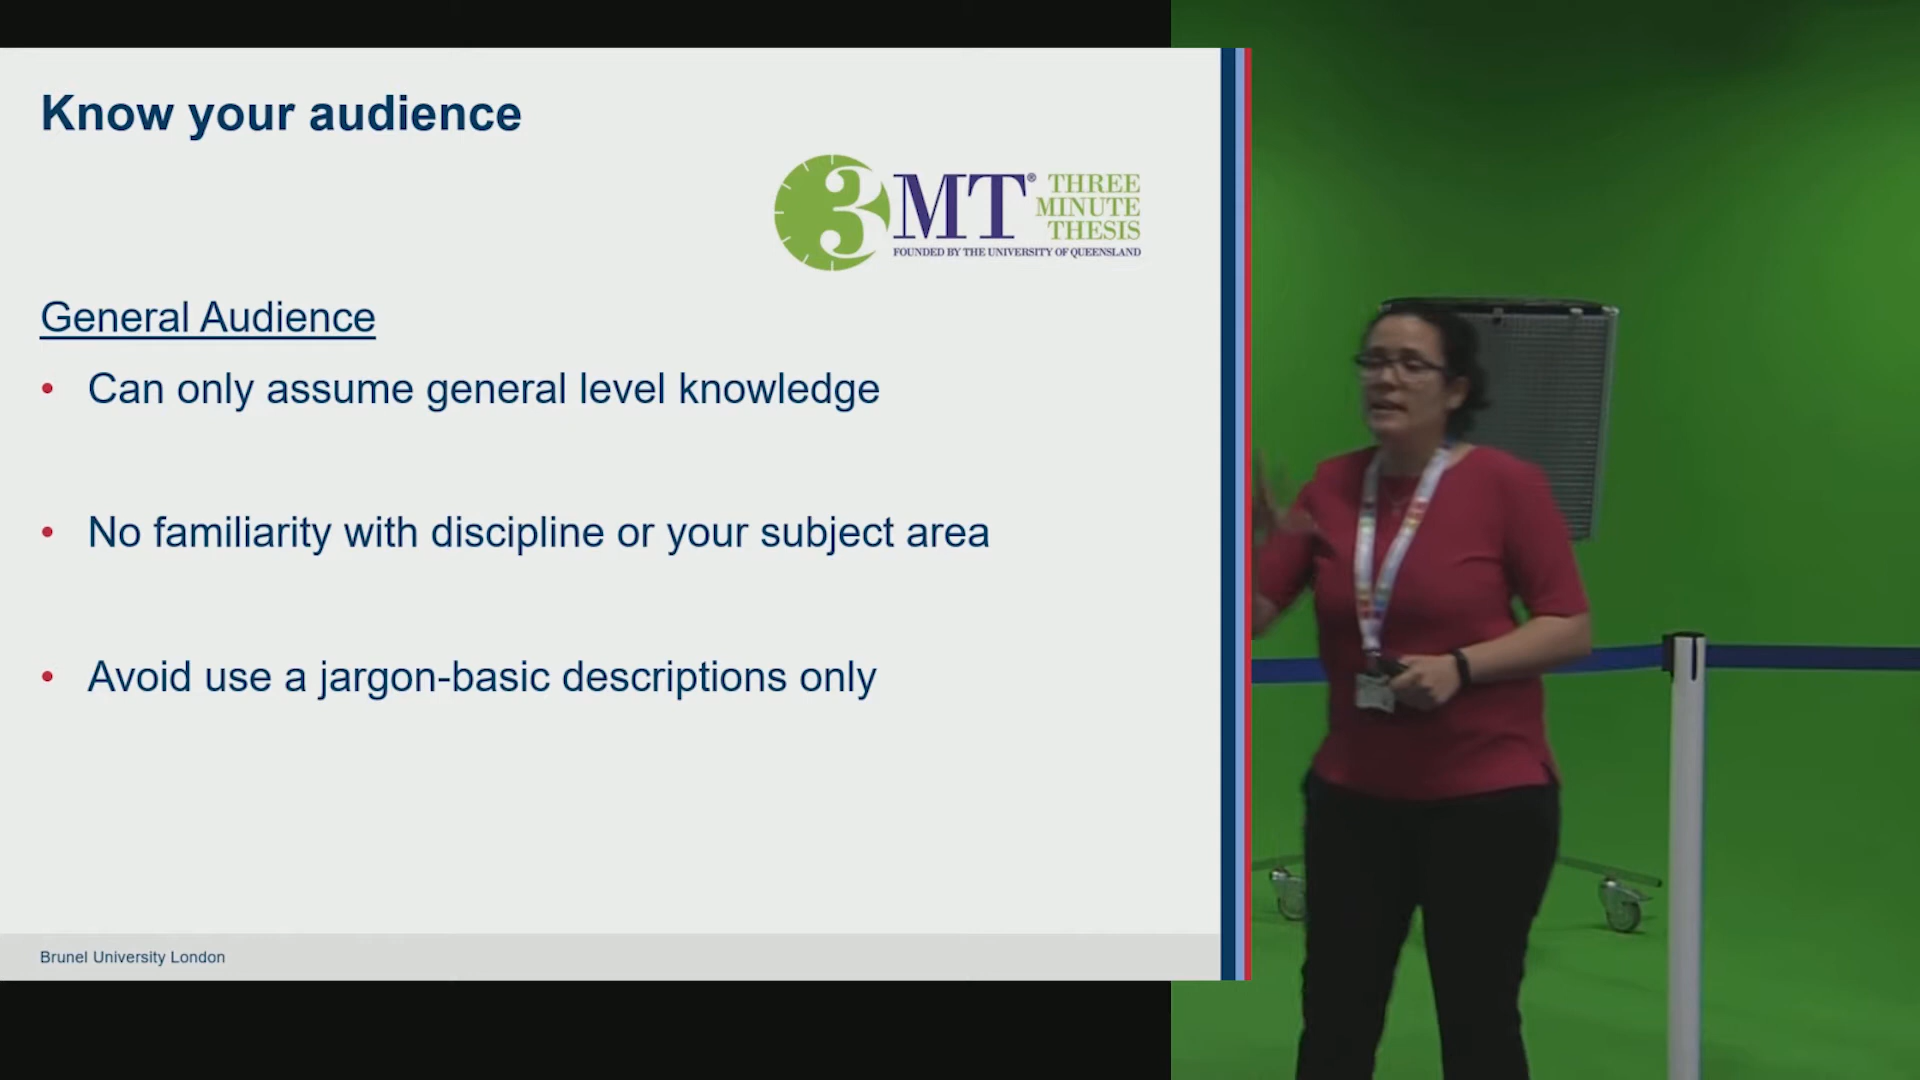 Know your audience
3MT® THREE
MINUTE
THESIS
FOUNDED BY THE UNIVERSITY OF QUEENSLAND
General Audience
• Can only assume general level knowledge
• No familiarity with discipline or your subject area
• Avoid use a jargon-basic descriptions only
Brunel University London